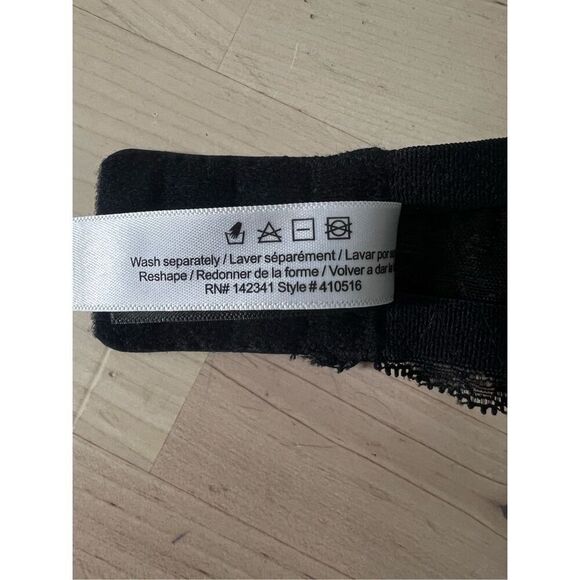 Wash separately / Laver séparément / Lavar por
Reshape / Redonner de la forme / Volver a dar la
RN# 142341 Style # 410516